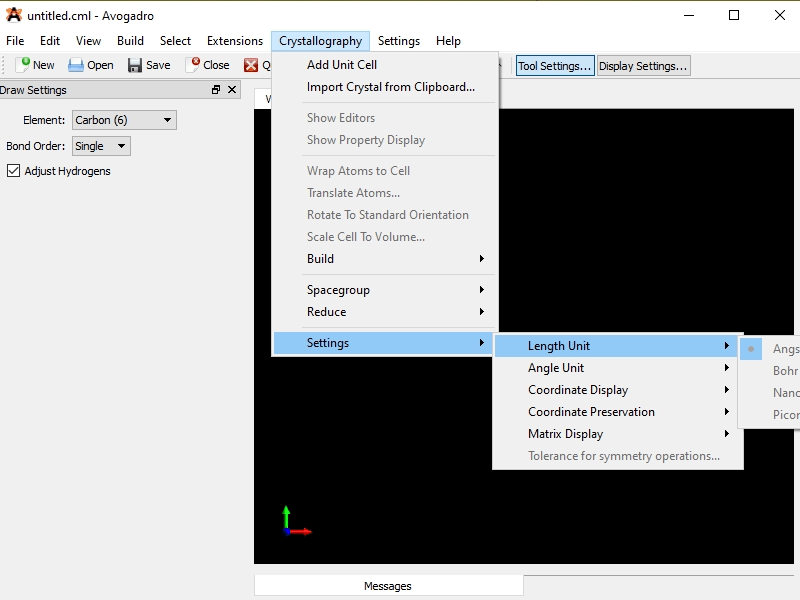 untitled.cml - Avogadro
File Edit View Build Select Extensions Crystallography Settings Help
New Open Save Close Tool Settings... Display Settings...
Draw Settings
Element: Carbon (6)
Bond Order: Single
Adjust Hydrogens
Add Unit Cell
Import Crystal from Clipboard...
Show Editors
Show Property Display
Wrap Atoms to Cell
Translate Atoms...
Rotate To Standard Orientation
Scale Cell To Volume...
Build
Spacegroup
Reduce
Settings
Length Unit
Angle Unit
Coordinate Display
Coordinate Preservation
Matrix Display
Tolerance for symmetry operations...
Bohr
Messages